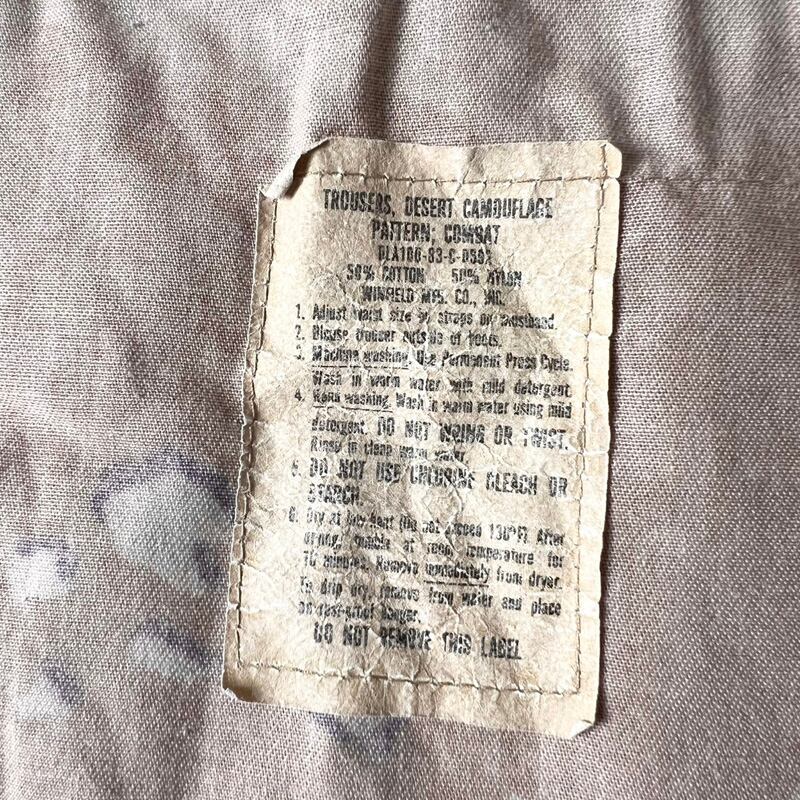 TROUSERS, DESERT CAMOUFLAGE
PATTERN; COMBAT
DLA100-83-C-0592
50% COTTON 50% NYLON
WINFIELD MFG. CO., INC.
1. Adjust waist size by straps on waistband.
2. Blouse trouser outside of boots.
3. Machine washing. Use Permanent Press Cycle.
Wash in warm water with mild detergent.
4. Hand washing. Wash in warm water using mild
detergent. DO NOT WRING OR TWIST.
Rinse in clean warm water.
5. DO NOT USE CHLORINE BLEACH OR
STARCH.
6. Dry at low heat (do not exceed 130°F). After
drying, tumble at room temperature for
10 minutes. Remove immediately from dryer.
To drip dry, remove from water and place
on rust-proof hanger.
DO NOT REMOVE THIS LABEL